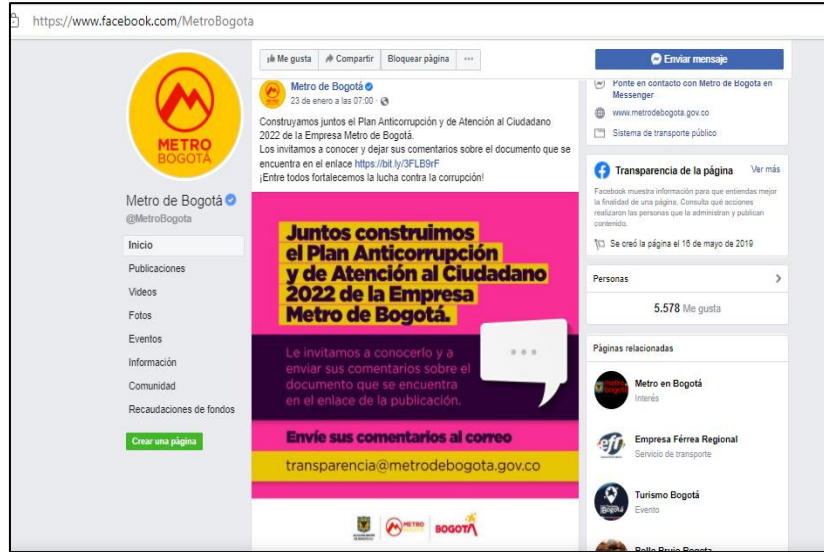 https://www.facebook.com/MetroBogota
Me gusta
Compartir
Bloquear página
Enviar mensaje
METRO
BOGOTÁ
Metro de Bogotá
@MetroBogota
Inicio
Publicaciones
Videos
Fotos
Eventos
Información
Comunidad
Recaudaciones de fondos
Crear una página
Metro de Bogotá
23 de enero a las 07:00 ·
Construyamos juntos el Plan Anticorrupción y de Atención al Ciudadano
2022 de la Empresa Metro de Bogotá.
Los invitamos a conocer y dejar sus comentarios sobre el documento que se
encuentra en el enlace https://bit.ly/3FLB9rF
¡Entre todos fortalecemos la lucha contra la corrupción!
Juntos construimos
el Plan Anticorrupción
y de Atención al Ciudadano
2022 de la Empresa
Metro de Bogotá.
Le invitamos a conocerlo y a
enviar sus comentarios sobre el
documento que se encuentra
en el enlace de la publicación.
Envíe sus comentarios al correo
transparencia@metrodebogota.gov.co
METRO
BOGOTÁ
Ponte en contacto con Metro de Bogotá en
Messenger
www.metrodebogota.gov.co
Sistema de transporte público
Transparencia de la página
Ver más
Facebook muestra información para que entiendas mejor
la finalidad de una página. Consulta qué acciones
realizaron las personas que la administran y publican
contenido.
Se creó la página el 16 de mayo de 2019
Personas
5.578 Me gusta
Páginas relacionadas
Metro en Bogotá
Interés
Empresa Férrea Regional
Servicio de transporte
Turismo Bogotá
Evento